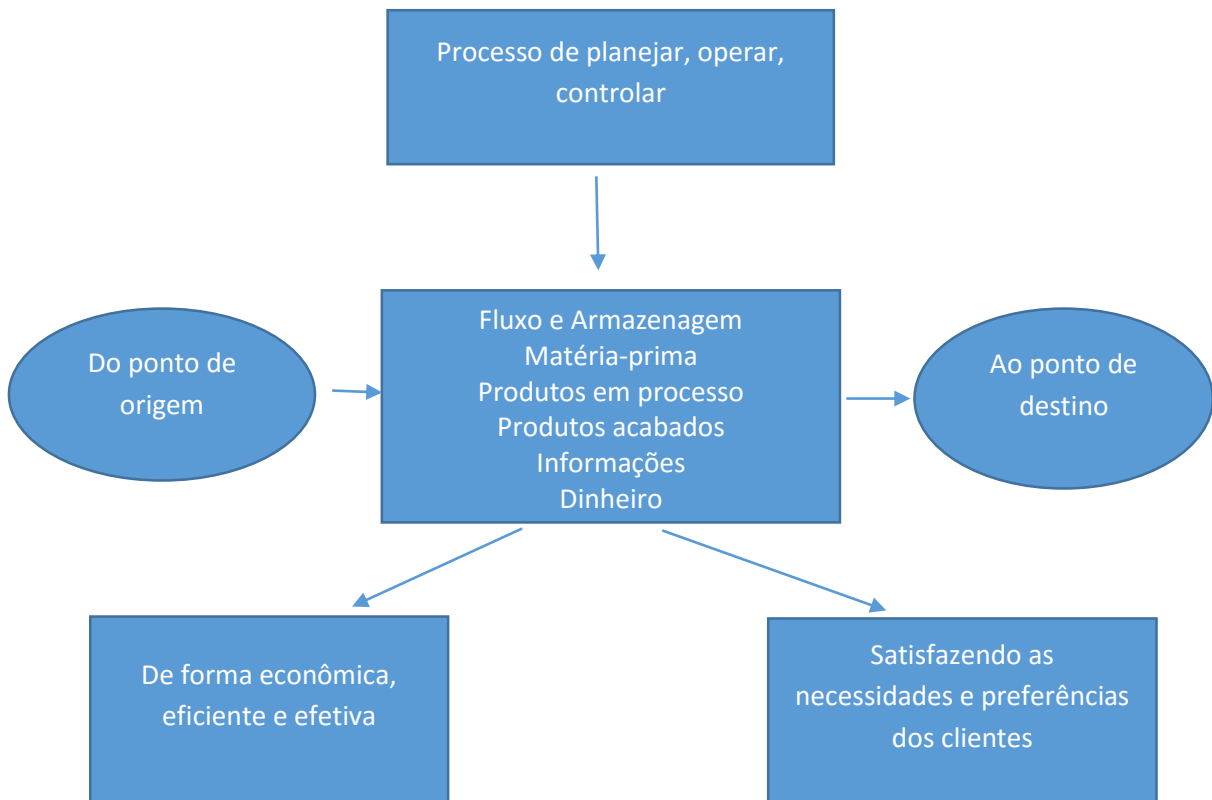 Processo de planejar, operar,
controlar
Do ponto de
origem
Fluxo e Armazenagem
Matéria-prima
Produtos em processo
Produtos acabados
Informações
Dinheiro
Ao ponto de
destino
De forma econômica,
eficiente e efetiva
Satisfazendo as
necessidades e preferências
dos clientes